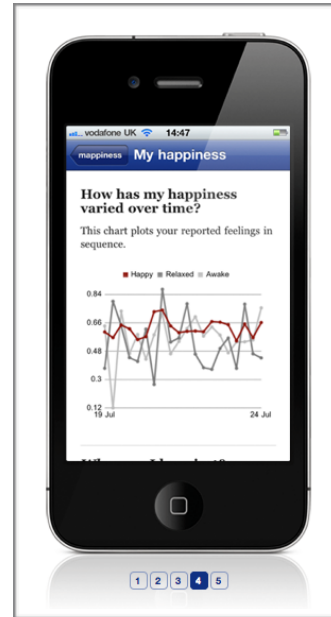 vodafone UK 14:47
mappiness My happiness
How has my happiness
varied over time?
This chart plots your reported feelings in
sequence.
Happy Relaxed Awake
0.84
0.66
0.48
0.3
0.12
19 Jul 24 Jul
1 2 3 4 5